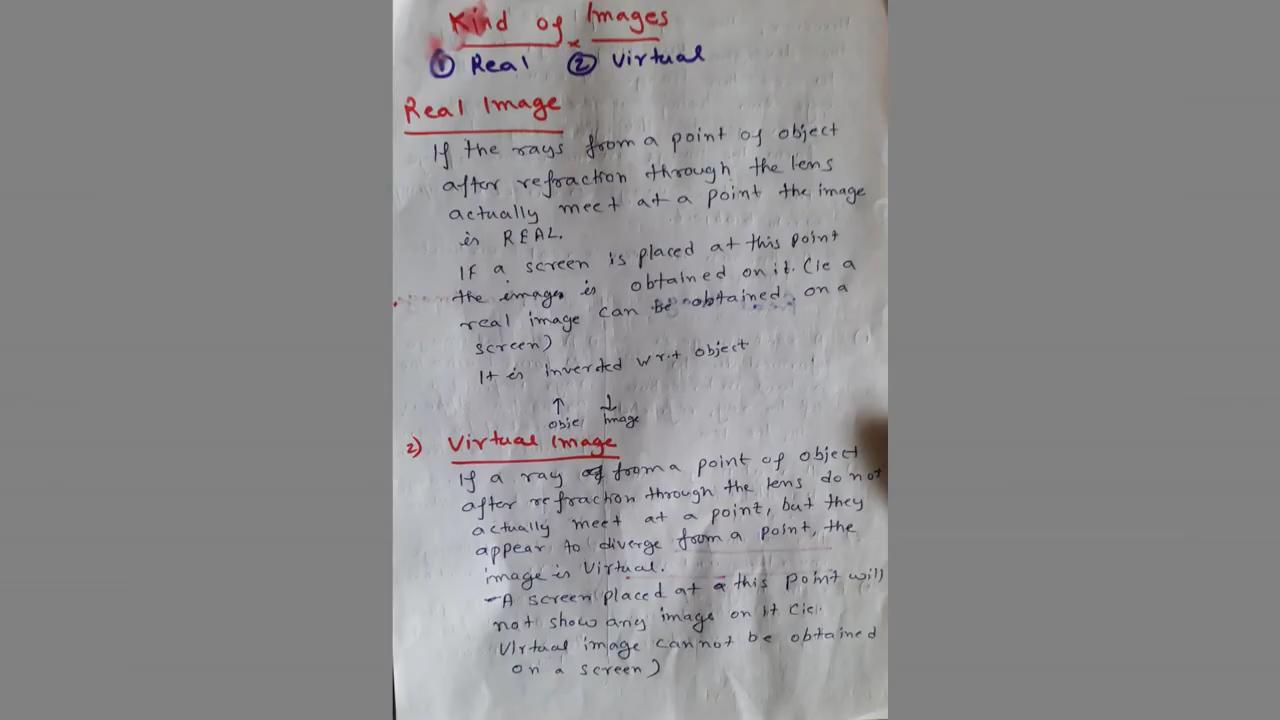 Kind of Images
① Real ② Virtual
Real Image
If the rays from a point of object
after refraction through the lens
actually meet at a point the image
is REAL.
If a screen is placed at this point
the image is obtained on it. (ie a
real image can be obtained on a
screen)
It is inverted w.r.t object
↑ ↓
obje Image
2) Virtual Image
If a ray of from a point of object
after refraction through the lens do not
actually meet at a point, but they
appear to diverge from a point, the
image is Virtual.
- A screen placed at a this point will
not show any image on it (ie.
Virtual image cannot be obtained
on a screen)